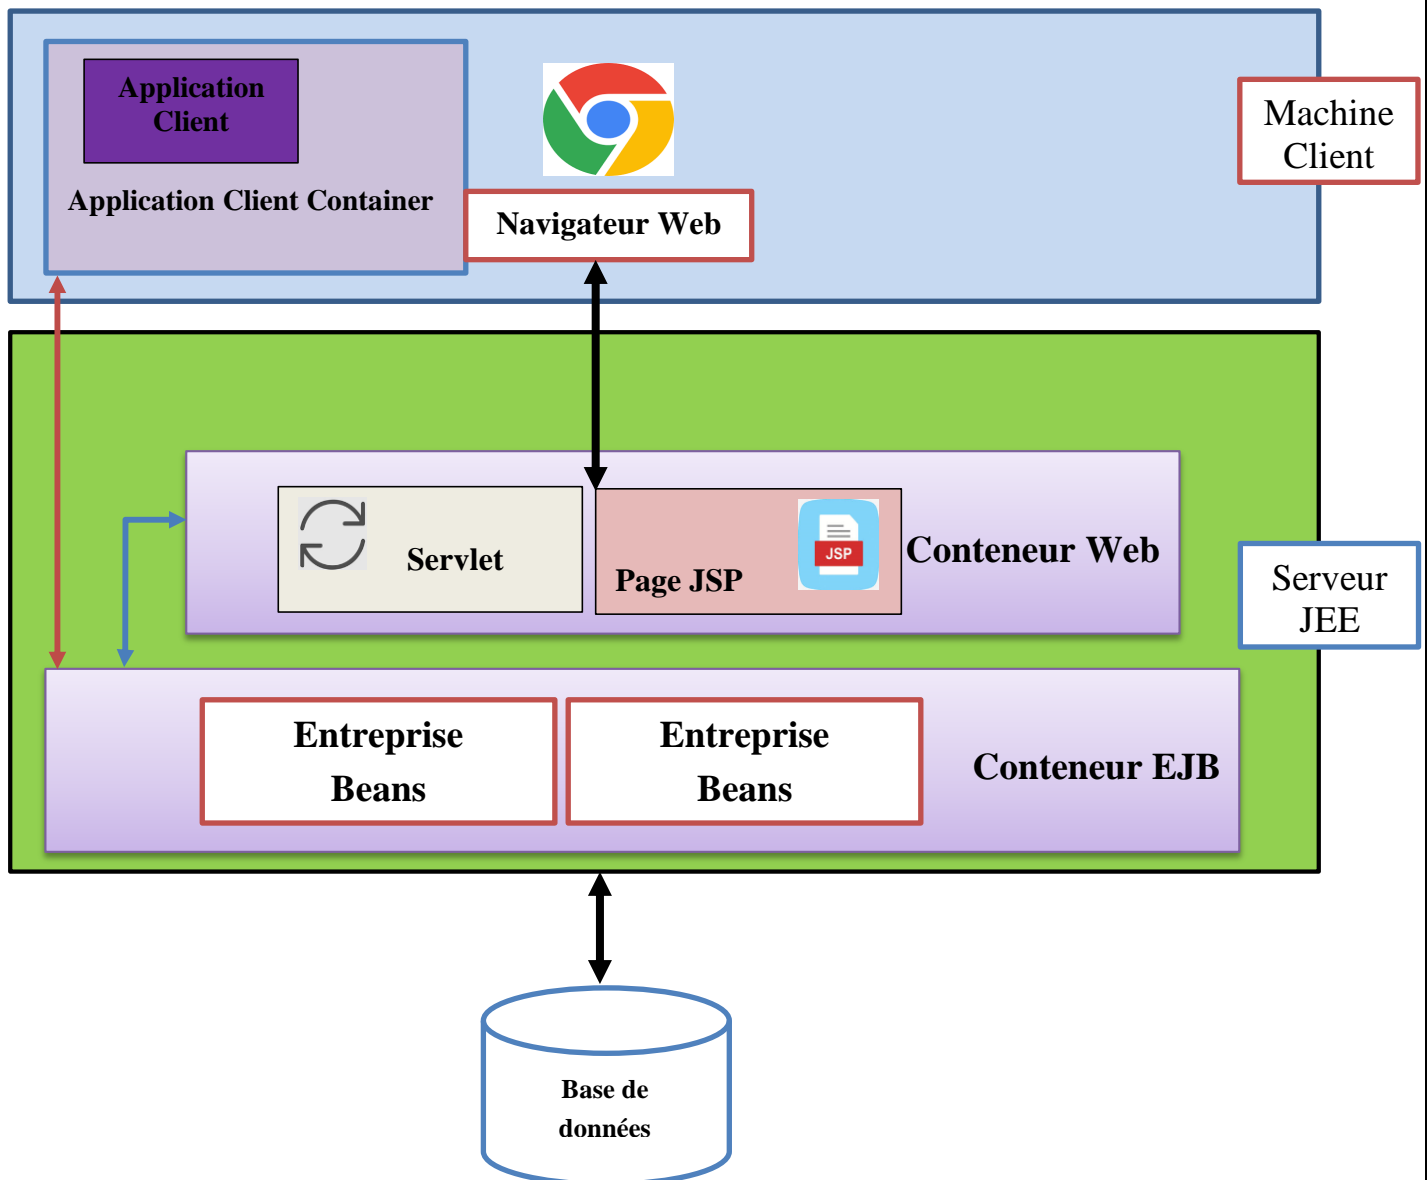 Application
Client
Application Client Container
Navigateur Web
Machine
Client
Servlet
Page JSP
JSP
Conteneur Web
Serveur
JEE
Entreprise
Beans
Entreprise
Beans
Conteneur EJB
Base de
données